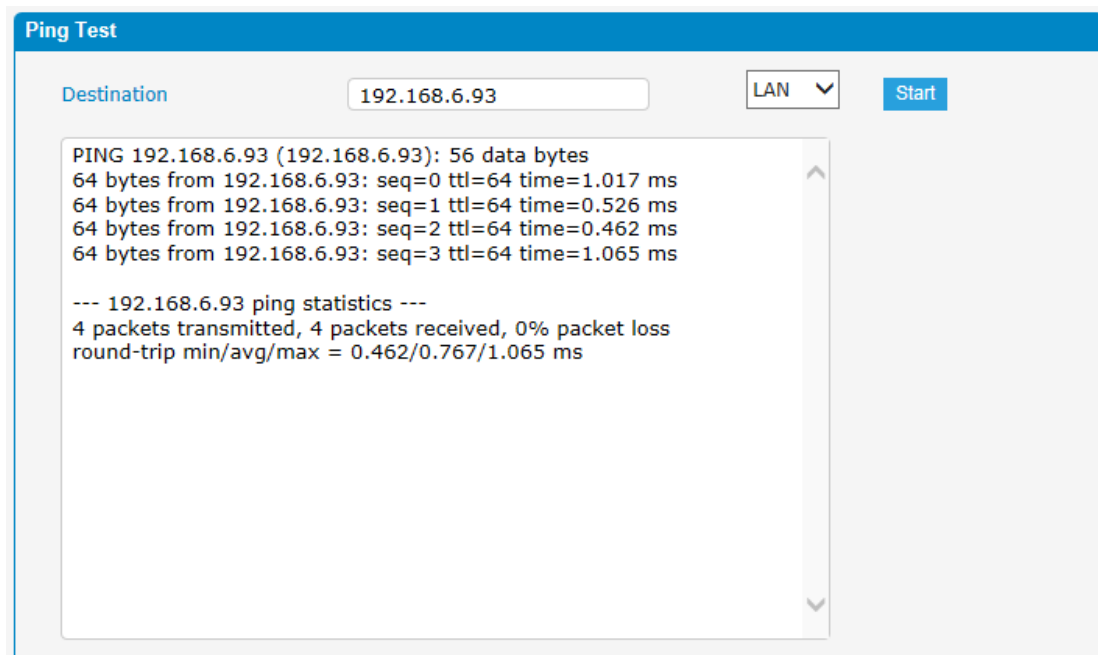 Ping Test
Destination 192.168.6.93 LAN Start
PING 192.168.6.93 (192.168.6.93): 56 data bytes
64 bytes from 192.168.6.93: seq=0 ttl=64 time=1.017 ms
64 bytes from 192.168.6.93: seq=1 ttl=64 time=0.526 ms
64 bytes from 192.168.6.93: seq=2 ttl=64 time=0.462 ms
64 bytes from 192.168.6.93: seq=3 ttl=64 time=1.065 ms
--- 192.168.6.93 ping statistics ---
4 packets transmitted, 4 packets received, 0% packet loss
round-trip min/avg/max = 0.462/0.767/1.065 ms